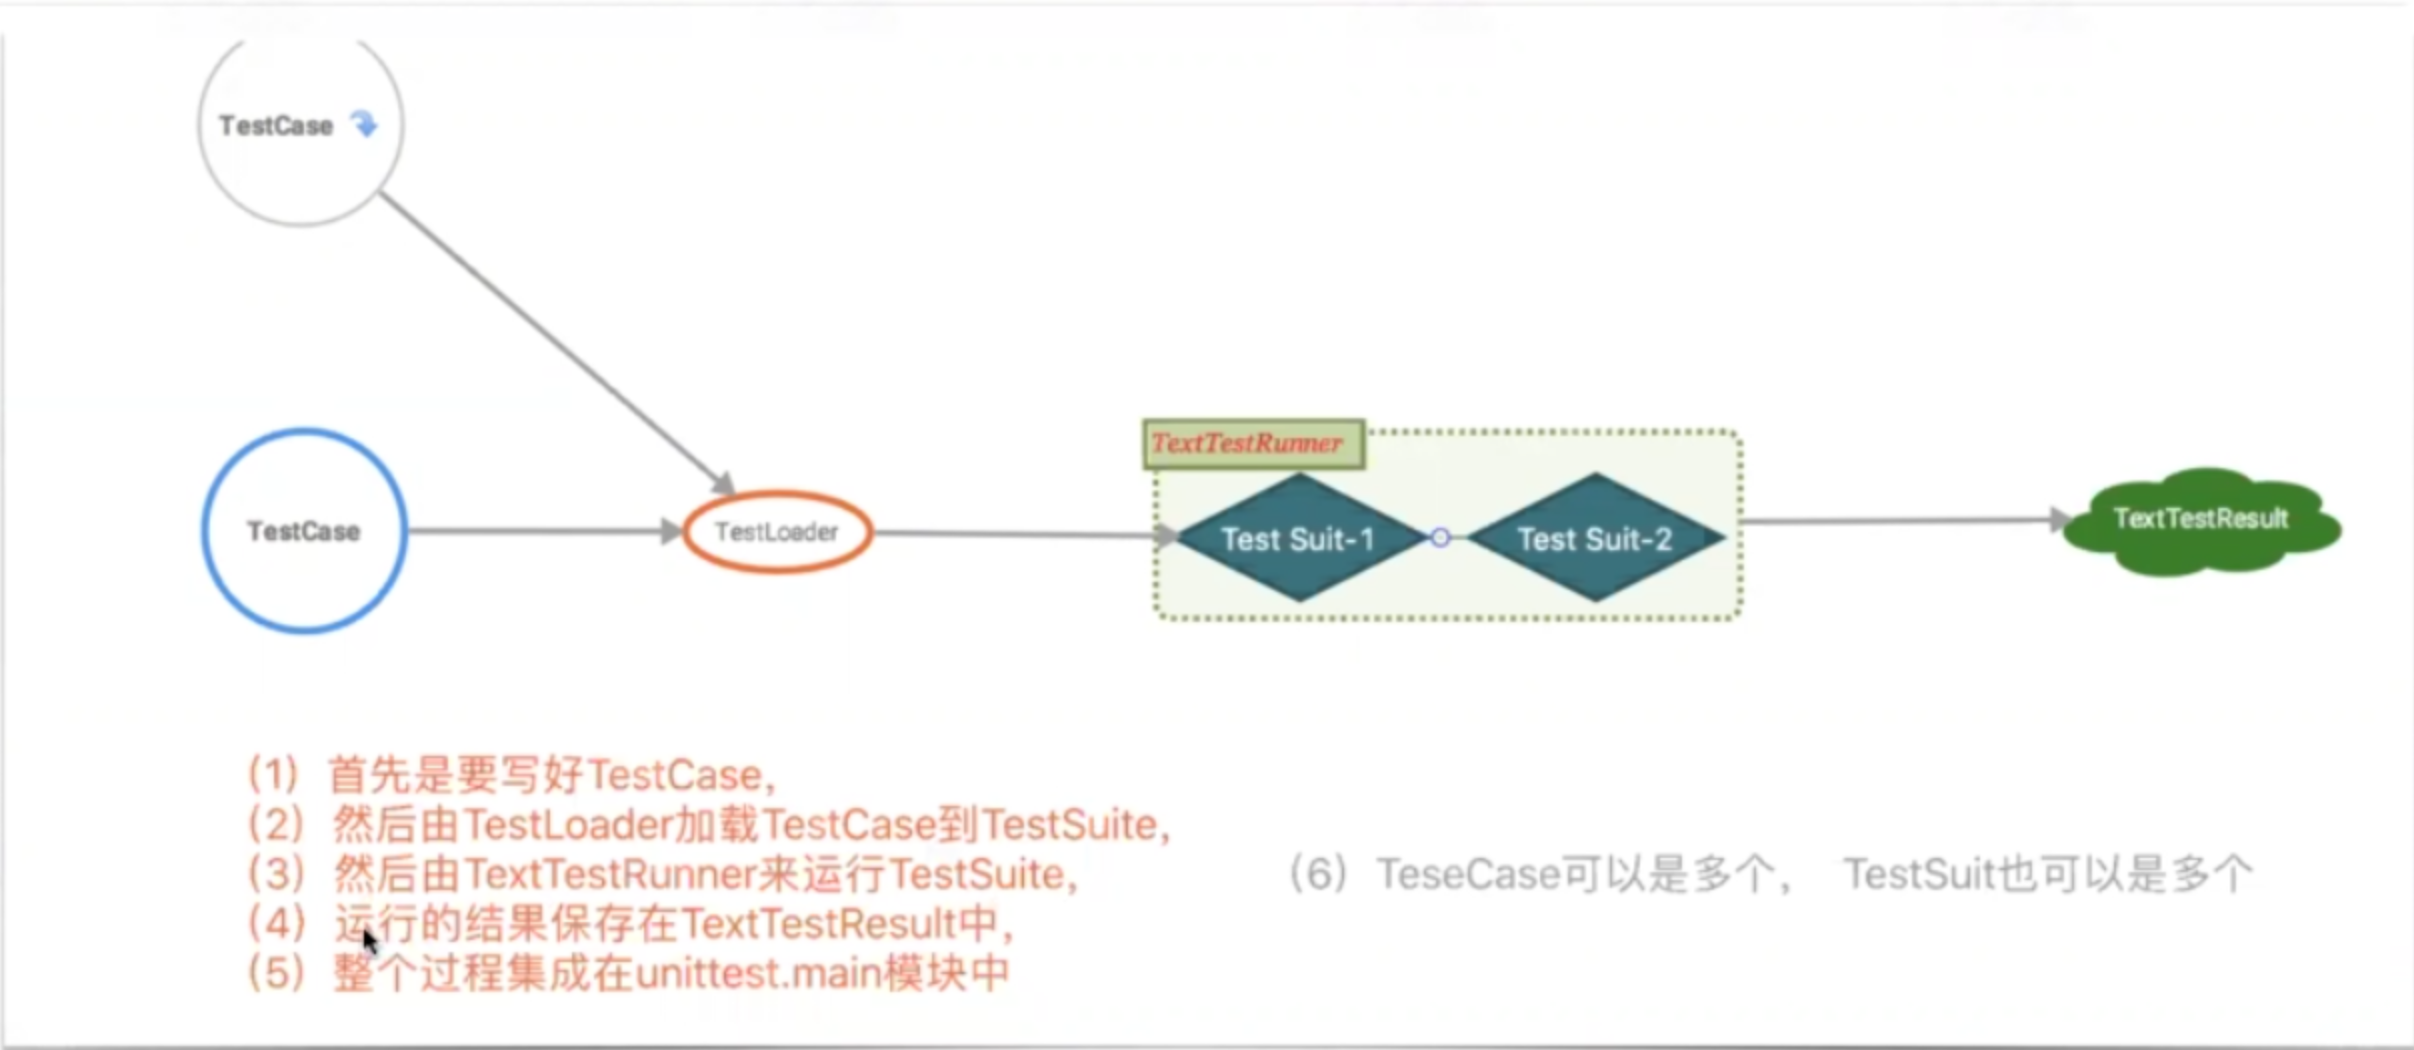 TestCase
TextTestRunner
TestCase
TestLoader
Test Suit-1
Test Suit-2
TextTestResult
(1) 首先是要写好TestCase,
(2) 然后由TestLoader加载TestCase到TestSuite,
(3) 然后由TextTestRunner来运行TestSuite,
(4) 运行的结果保存在TextTestResult中,
(5) 整个过程集成在unittest.main模块中
(6) TeseCase可以是多个, TestSuit也可以是多个